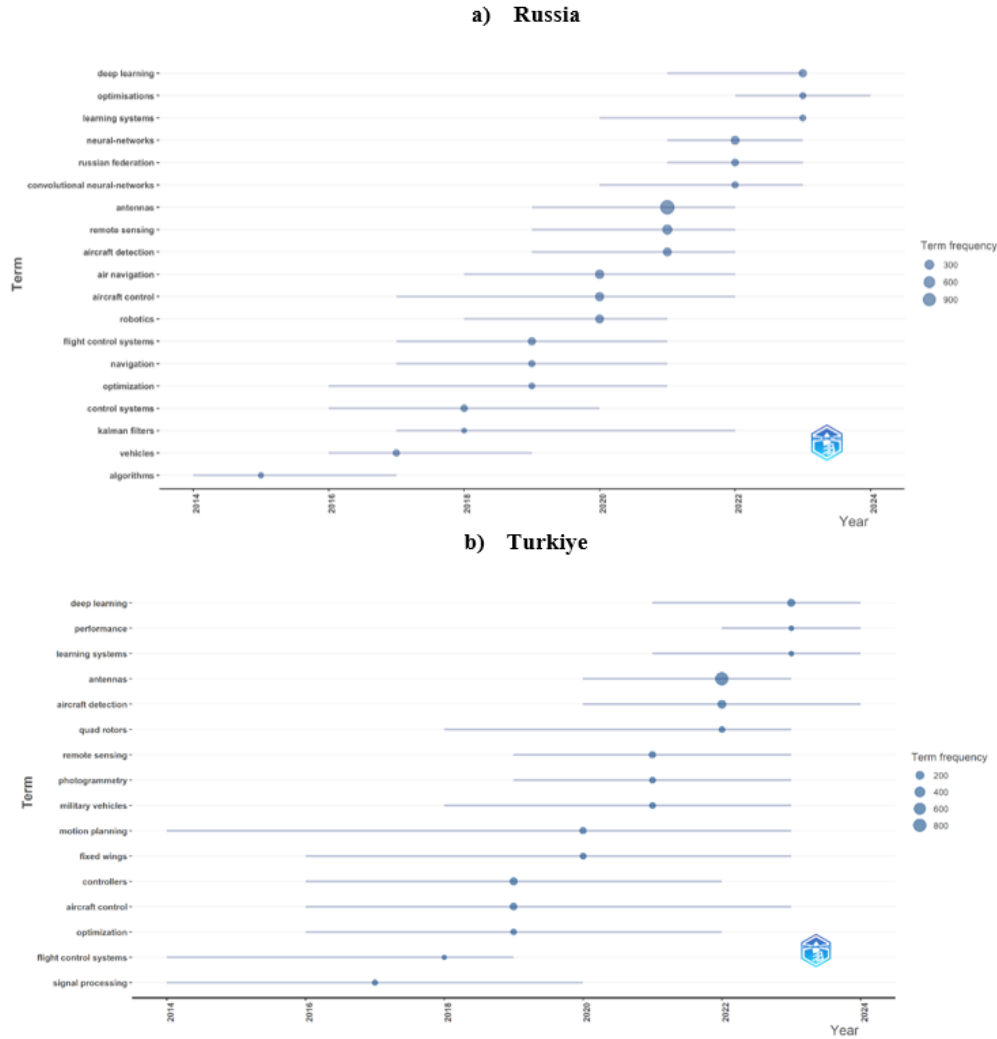 a) Russia
deep learning
optimisations
learning systems
neural-networks
russian federation
convolutional neural-networks
antennas
remote sensing
aircraft detection
air navigation
aircraft control
robotics
flight control systems
navigation
optimization
control systems
kalman filters
vehicles
algorithms
Term
Term frequency
300
600
900
2014
2016
2018
2020
2022
2024
Year
b) Turkiye
deep learning
performance
learning systems
antennas
aircraft detection
quad rotors
remote sensing
photogrammetry
military vehicles
motion planning
fixed wings
controllers
aircraft control
optimization
flight control systems
signal processing
Term
Term frequency
200
400
600
800
2014
2016
2018
2020
2022
2024
Year